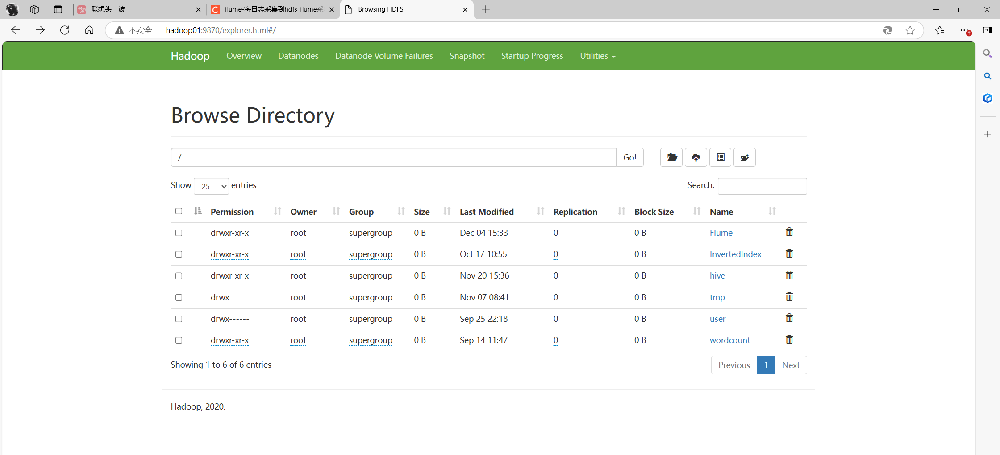 联想头一波
flume-将日志采集到hdfs_flume采
Browsing HDFS
不安全 | hadoop01:9870/explorer.html#/
Hadoop Overview Datanodes Datanode Volume Failures Snapshot Startup Progress Utilities
Browse Directory
/ Go!
Show 25 entries Search:
Permission Owner Group Size Last Modified Replication Block Size Name
drwxr-xr-x root supergroup 0 B Dec 04 15:33 0 0 B Flume
drwxr-xr-x root supergroup 0 B Oct 17 10:55 0 0 B InvertedIndex
drwxr-xr-x root supergroup 0 B Nov 20 15:36 0 0 B hive
drwx------ root supergroup 0 B Nov 07 08:41 0 0 B tmp
drwx------ root supergroup 0 B Sep 25 22:18 0 0 B user
drwxr-xr-x root supergroup 0 B Sep 14 11:47 0 0 B wordcount
Showing 1 to 6 of 6 entries Previous 1 Next
Hadoop, 2020.